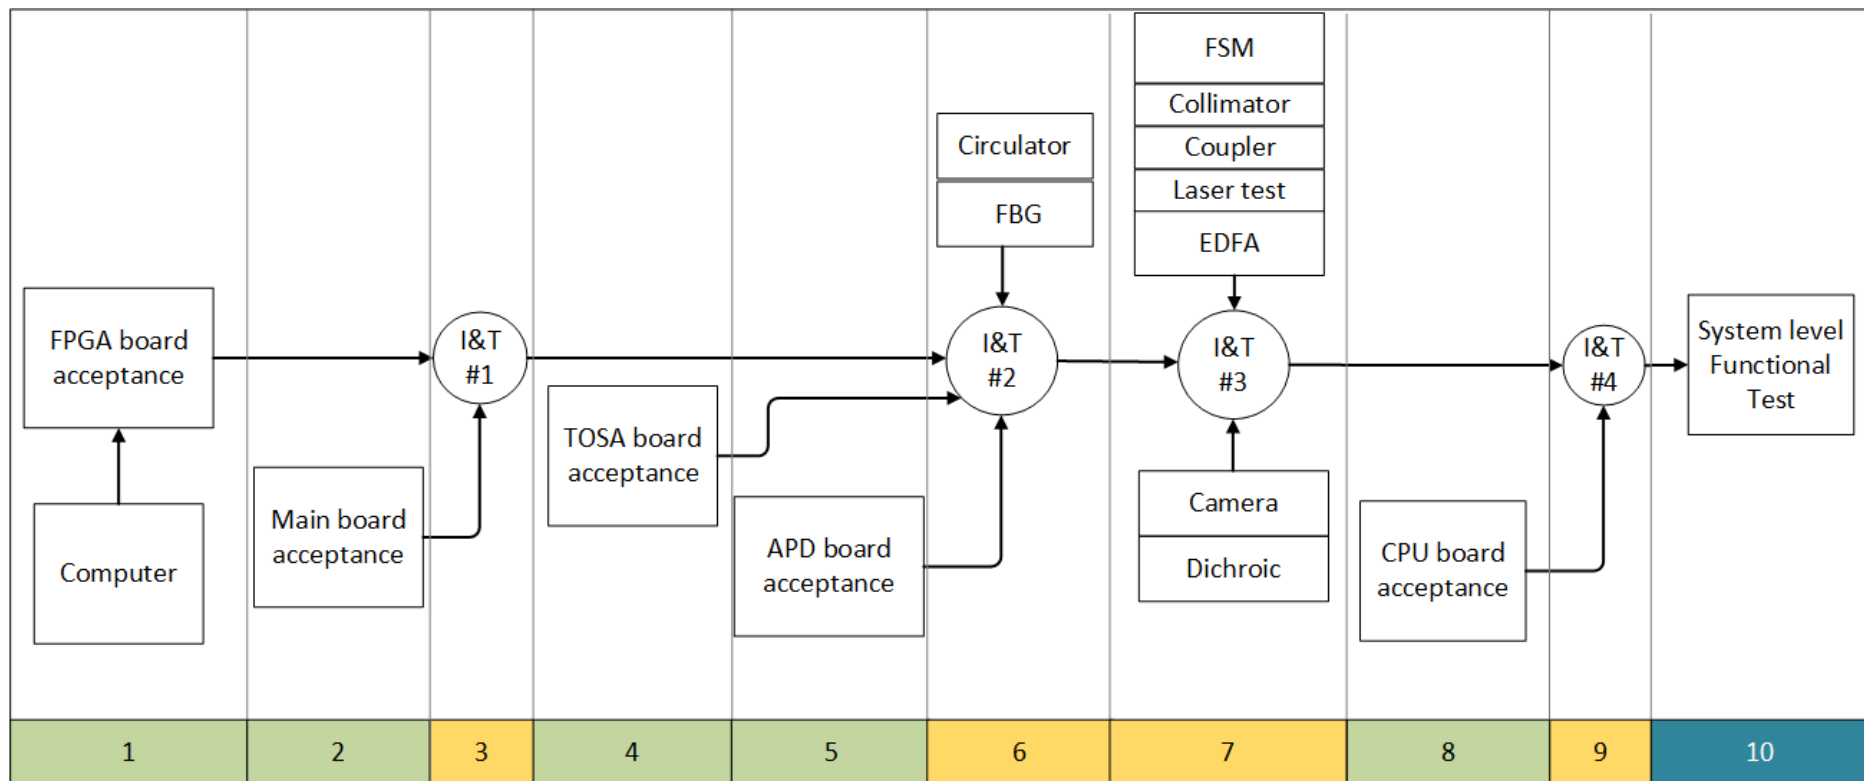 FSM
Collimator
Coupler
Laser test
EDFA
Circulator
FBG
FPGA board
acceptance
I&T
#1
I&T
#2
I&T
#3
I&T
#4
System level
Functional
Test
TOSA board
acceptance
Main board
acceptance
Computer
APD board
acceptance
Camera
Dichroic
CPU board
acceptance
1
2
3
4
5
6
7
8
9
10